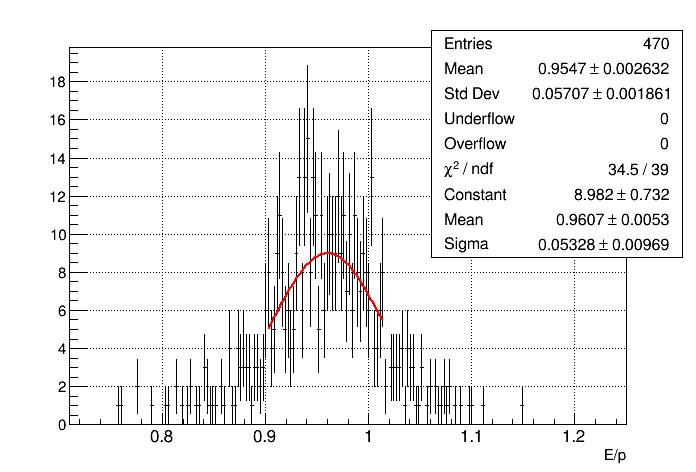 Entries 470
Mean 0.9547 ± 0.002632
Std Dev 0.05707 ± 0.001861
Underflow 0
Overflow 0
χ² / ndf 34.5 / 39
Constant 8.982 ± 0.732
Mean 0.9607 ± 0.0053
Sigma 0.05328 ± 0.00969
18
16
14
12
10
8
6
4
2
0
0.8 0.9 1 1.1 1.2
E/p